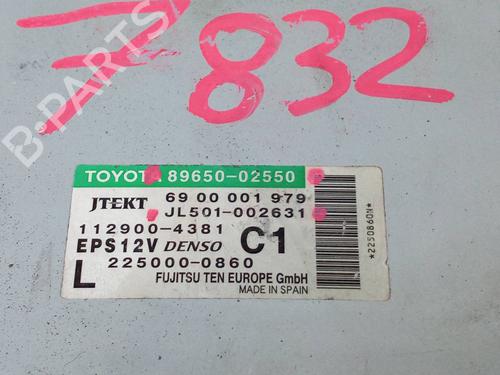 7832
B-PARTS
TOYOTA 89650-02550
JTEKT 69 00 001 979
JL501-002631
112900-4381
EPS12V DENSO C1
L 225000-0860
FUJITSU TEN EUROPE GmbH
MADE IN SPAIN
*2250860N*